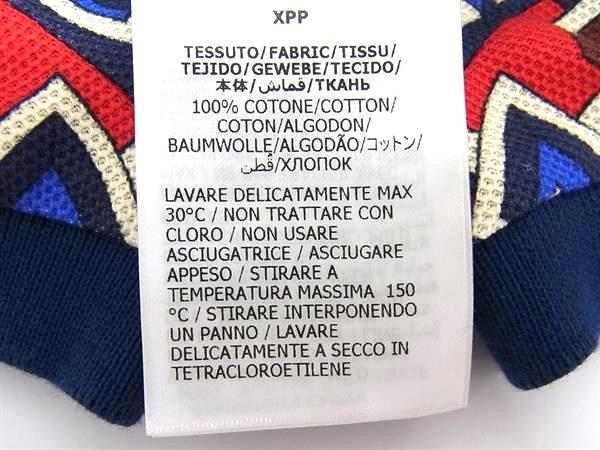 XPP
TESSUTO/FABRIC/TISSU/
TEJIDO/GEWEBE/TECIDO/
本体/قماش/ТКАНЬ
100% COTONE/COTTON/
COTON/ALGODON/
BAUMWOLLE/ALGODÃO/コットン/
قُطن/ХЛОПОК
LAVARE DELICATAMENTE MAX
30°C / NON TRATTARE CON
CLORO / NON USARE
ASCIUGATRICE / ASCIUGARE
APPESO / STIRARE A
TEMPERATURA MASSIMA 150
°C / STIRARE INTERPONENDO
UN PANNO / LAVARE
DELICATAMENTE A SECCO IN
TETRACLOROETILENE